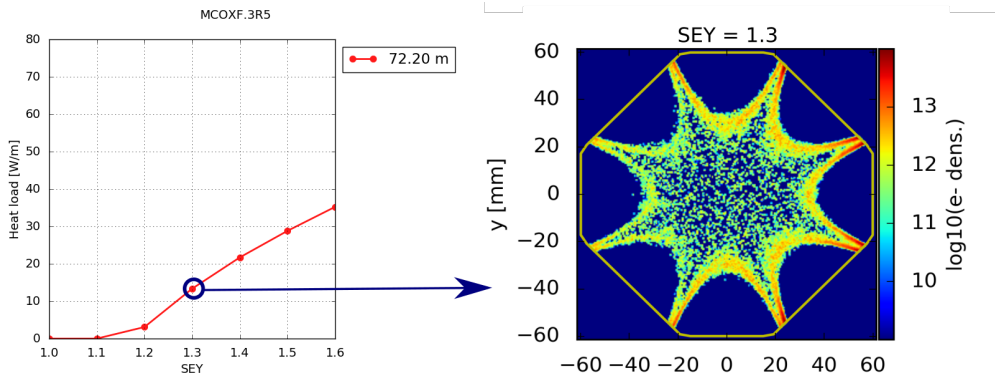 MCOXF.3R5
80
70
60
50
40
30
20
10
0
Heat load [W/m]
1.0 1.1 1.2 1.3 1.4 1.5 1.6
SEY
72.20 m
SEY = 1.3
60
40
20
0
−20
−40
−60
y [mm]
−60 −40 −20 0 20 40 60
13
12
11
10
log10(e- dens.)